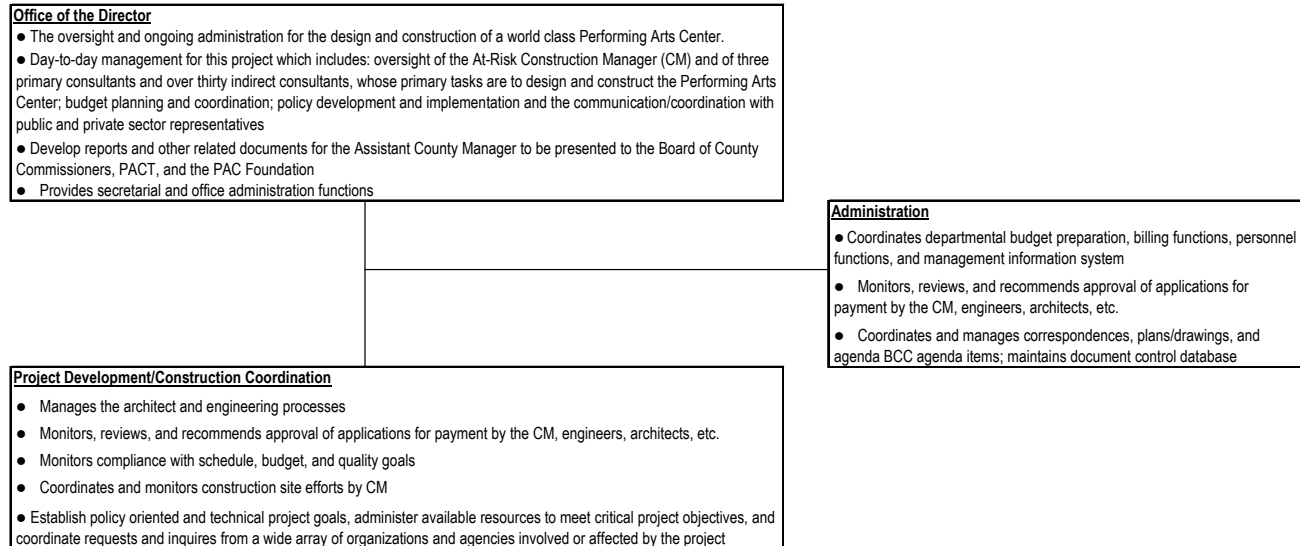 Office of the Director
● The oversight and ongoing administration for the design and construction of a world class Performing Arts Center.
● Day-to-day management for this project which includes: oversight of the At-Risk Construction Manager (CM) and of three
primary consultants and over thirty indirect consultants, whose primary tasks are to design and construct the Performing Arts
Center; budget planning and coordination; policy development and implementation and the communication/coordination with
public and private sector representatives
● Develop reports and other related documents for the Assistant County Manager to be presented to the Board of County
Commissioners, PACT, and the PAC Foundation
● Provides secretarial and office administration functions
Administration
● Coordinates departmental budget preparation, billing functions, personnel
functions, and management information system
● Monitors, reviews, and recommends approval of applications for
payment by the CM, engineers, architects, etc.
● Coordinates and manages correspondences, plans/drawings, and
agenda BCC agenda items; maintains document control database
Project Development/Construction Coordination
● Manages the architect and engineering processes
● Monitors, reviews, and recommends approval of applications for payment by the CM, engineers, architects, etc.
● Monitors compliance with schedule, budget, and quality goals
● Coordinates and monitors construction site efforts by CM
● Establish policy oriented and technical project goals, administer available resources to meet critical project objectives, and
coordinate requests and inquires from a wide array of organizations and agencies involved or affected by the project